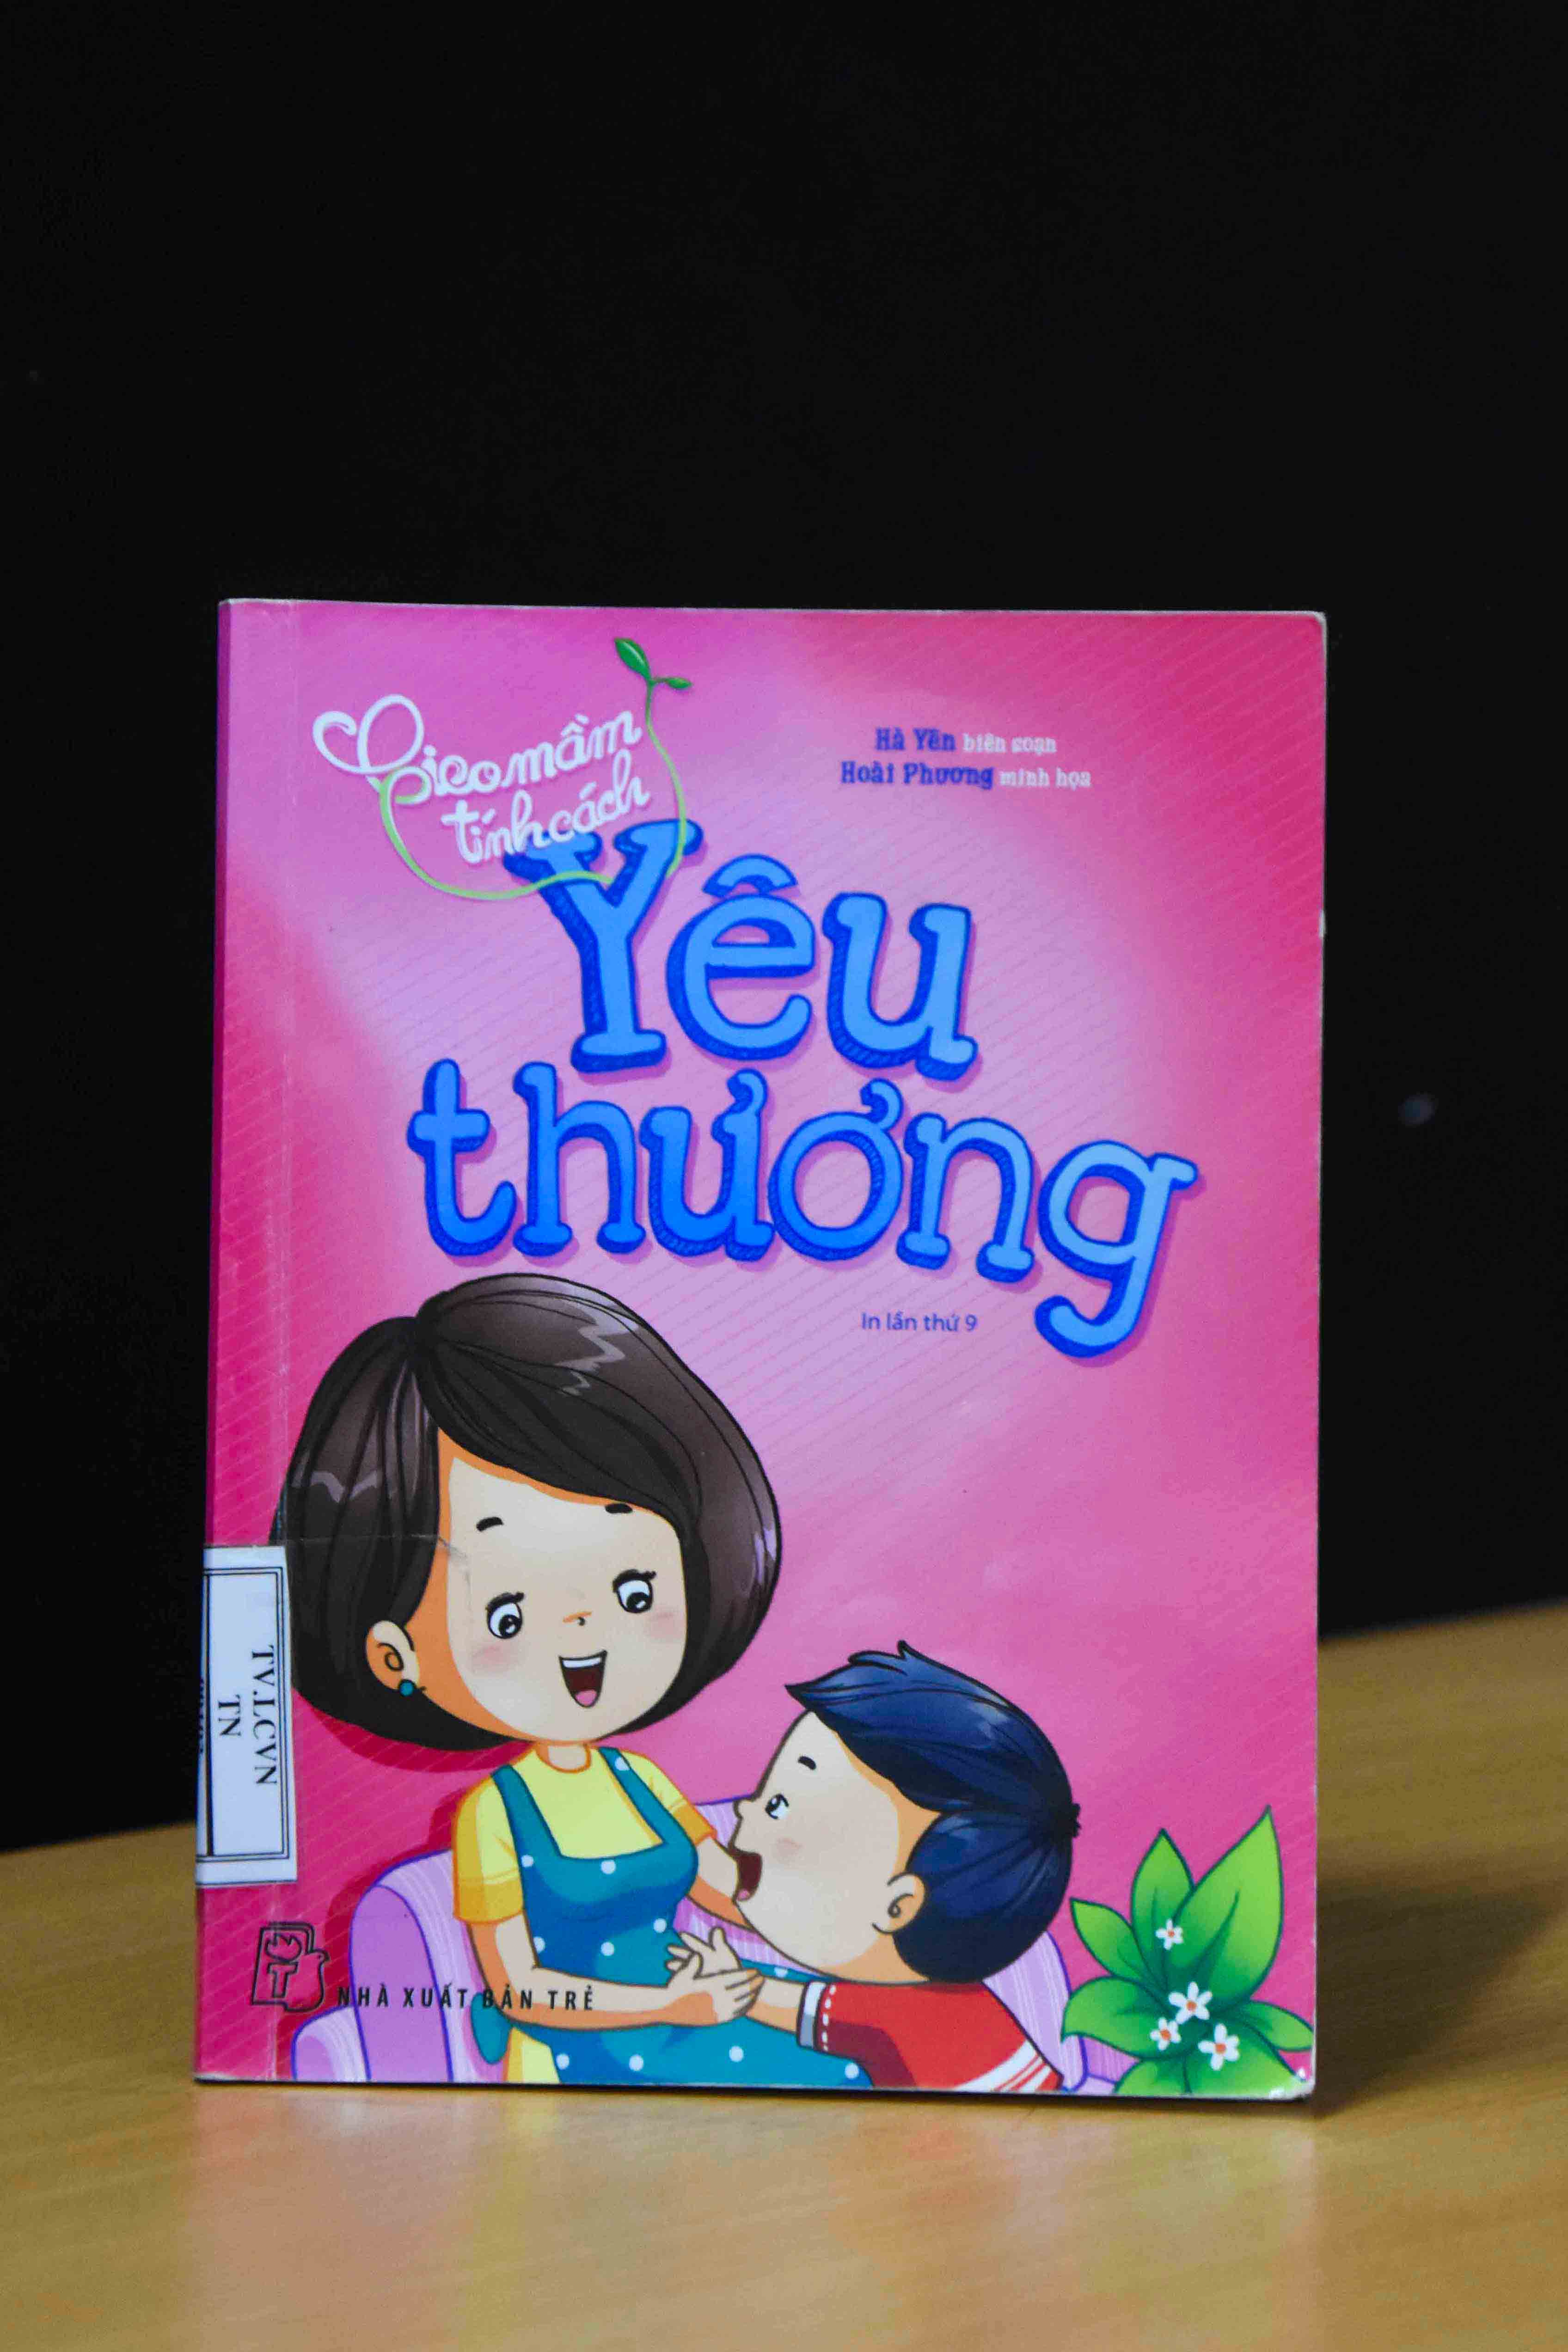 Gieo mầm
tính cách
Hà Yên biên soạn
Hoài Phương minh họa
Yêu
thương
In lần thứ 9
TV.LCVN
TN
NHÀ XUẤT BẢN TRẺ